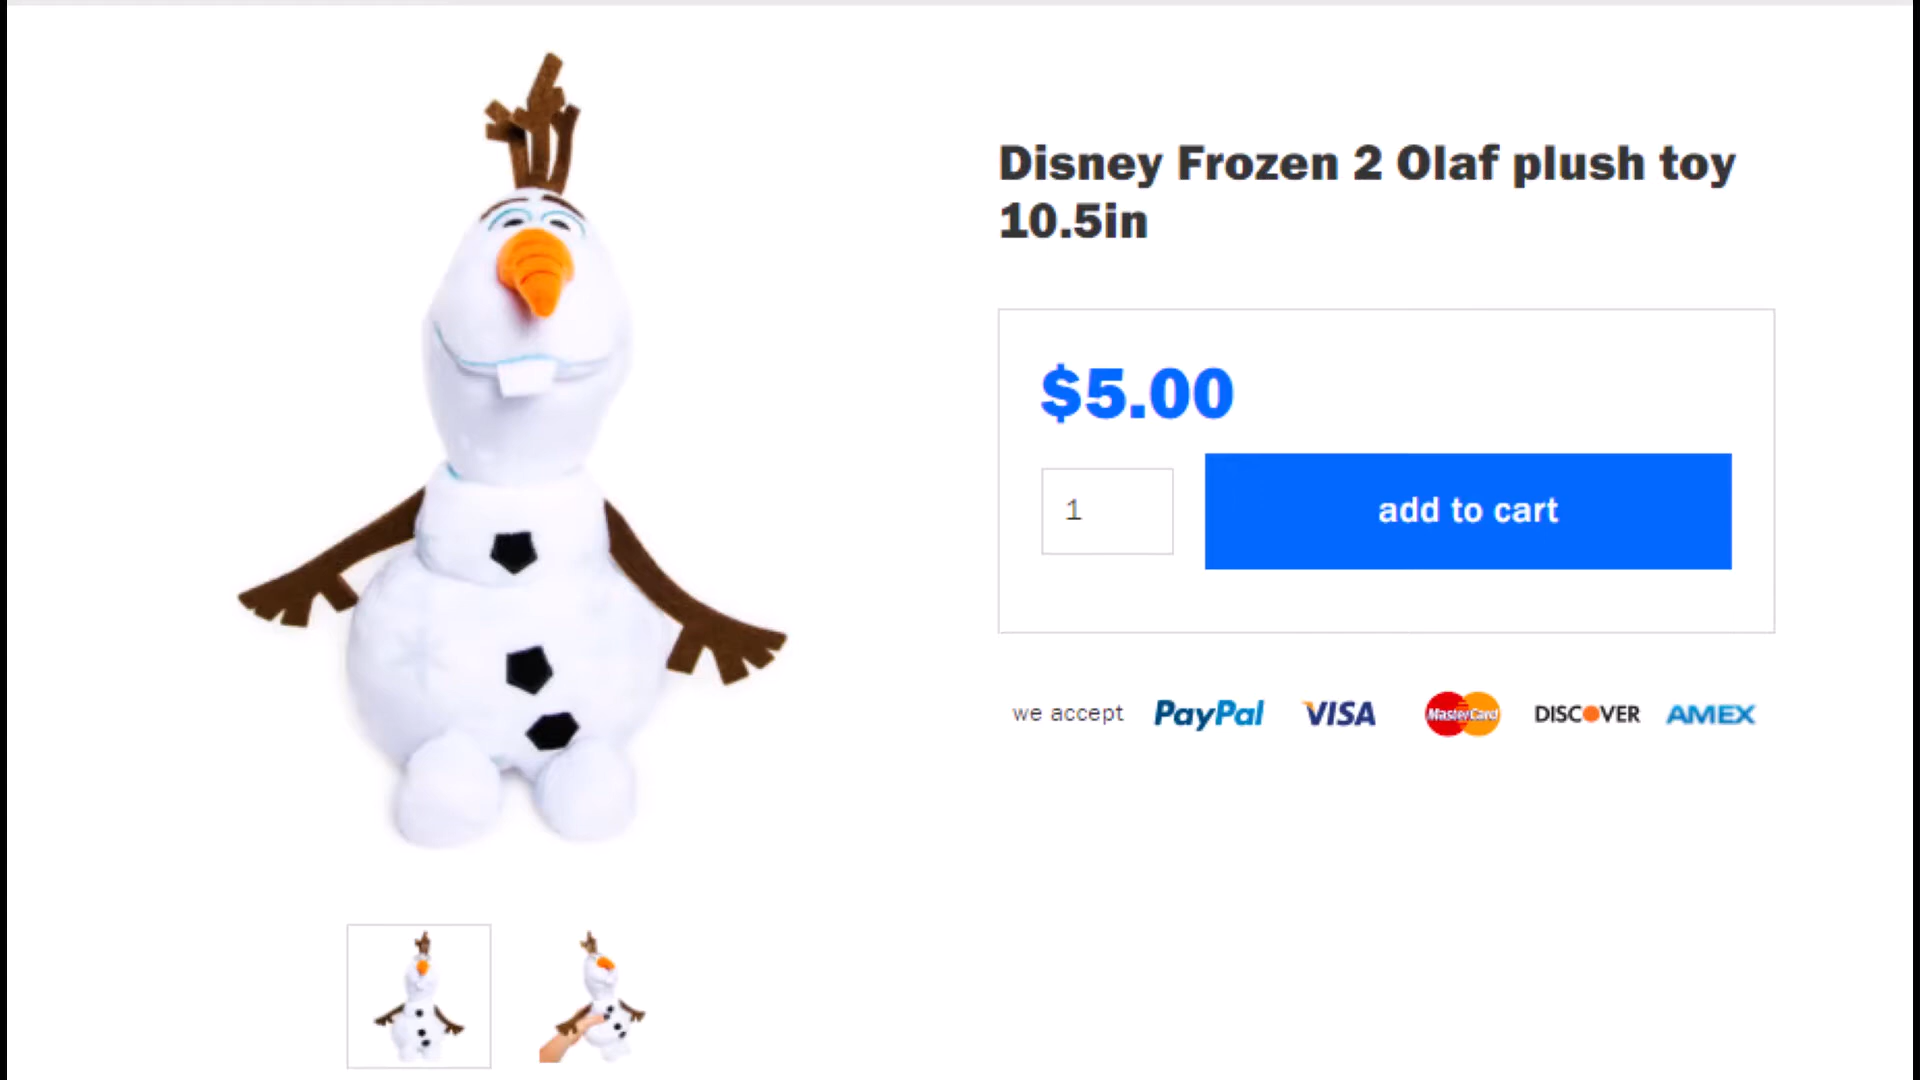 Disney Frozen 2 Olaf plush toy
10.5in
$5.00
1
add to cart
we accept PayPal VISA MasterCard DISCOVER AMEX